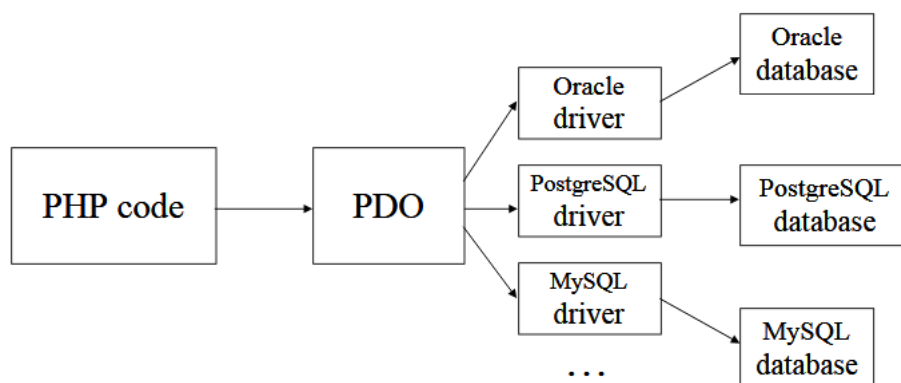 PHP code
PDO
Oracle
driver
PostgreSQL
driver
MySQL
driver
...
Oracle
database
PostgreSQL
database
MySQL
database